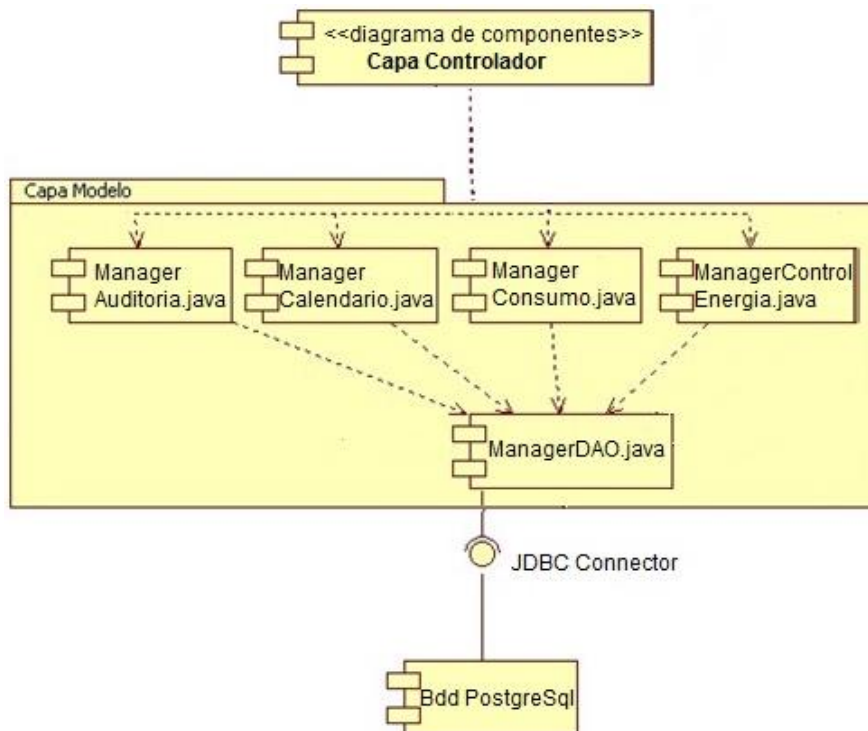 <<diagrama de componentes>>
Capa Controlador
Capa Modelo
Manager
Auditoria.java
Manager
Calendario.java
Manager
Consumo.java
ManagerControl
Energia.java
ManagerDAO.java
JDBC Connector
Bdd PostgreSql